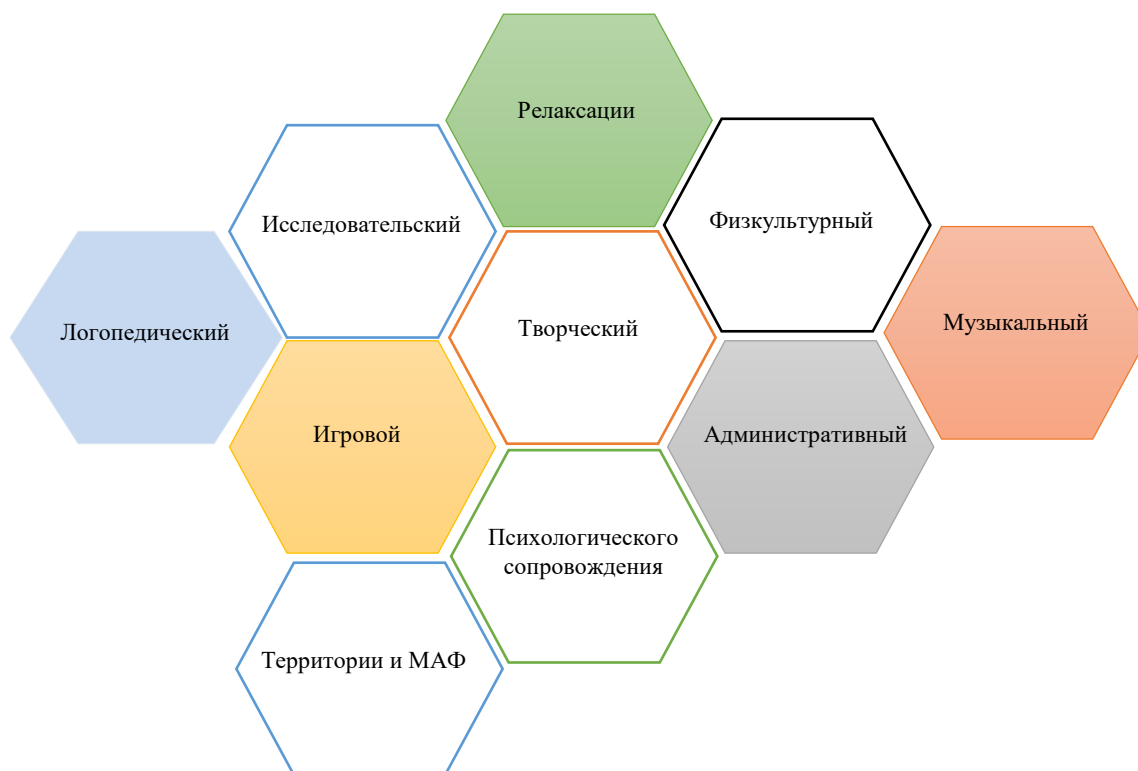 Релаксации
Исследовательский
Физкультурный
Логопедический
Творческий
Музыкальный
Игровой
Административный
Психологического
сопровождения
Территории и МАФ